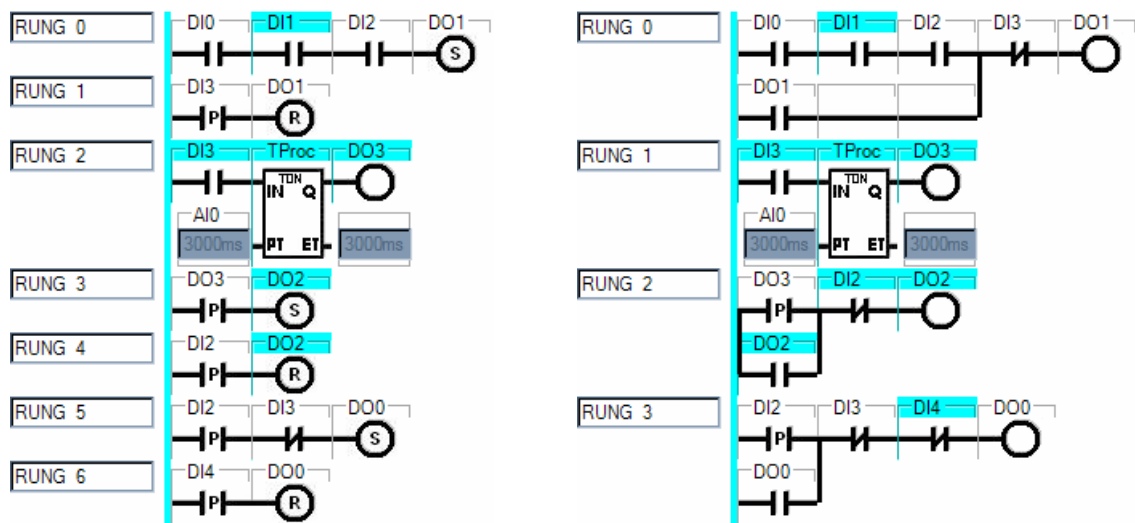 RUNG 0 DI0 DI1 DI2 DO1
S
RUNG 1 DI3 DO1
P R
RUNG 2 DI3 TProc DO3
TON
IN Q
AI0
3000ms PT ET 3000ms
RUNG 3 DO3 DO2
P S
RUNG 4 DI2 DO2
P R
RUNG 5 DI2 DI3 DO0
P S
RUNG 6 DI4 DO0
P R
RUNG 0 DI0 DI1 DI2 DI3 DO1
DO1
RUNG 1 DI3 TProc DO3
TON
IN Q
AI0
3000ms PT ET 3000ms
RUNG 2 DO3 DI2 DO2
P
DO2
RUNG 3 DI2 DI3 DI4 DO0
P
DO0